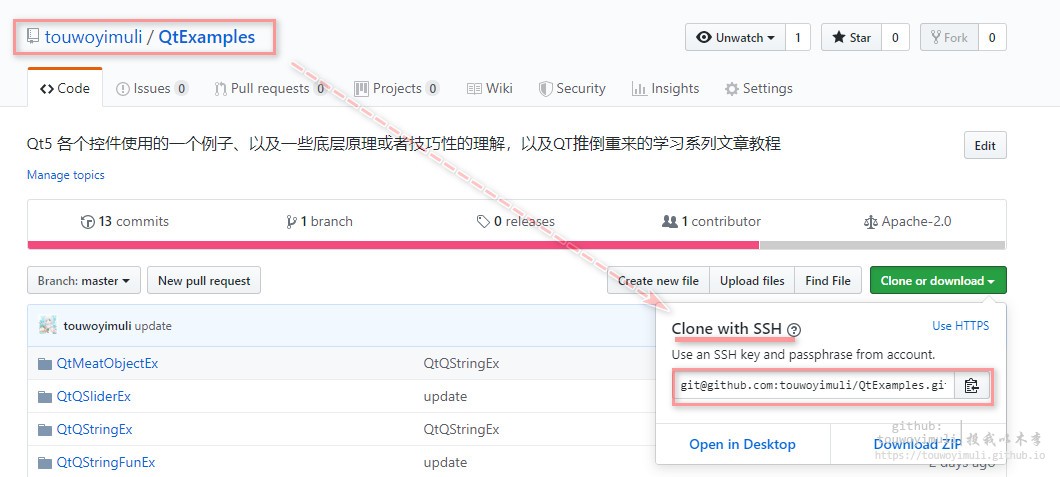 touwoyimuli / QtExamples
Unwatch 1 Star 0 Fork 0
Code Issues 0 Pull requests 0 Projects 0 Wiki Security Insights Settings
Qt5 各个控件使用的一个例子、以及一些底层原理或者技巧性的理解，以及QT推倒重来的学习系列文章教程
Edit
Manage topics
13 commits 1 branch 0 releases 1 contributor Apache-2.0
Branch: master New pull request Create new file Upload files Find File Clone or download
touwoyimuli update
Clone with SSH ? Use HTTPS
Use an SSH key and passphrase from account.
git@github.com:touwoyimuli/QtExamples.git
Open in Desktop Download ZIP
QtMeatObjectEx QtQStringEx
QtQSliderEx update
QtQStringEx QtQStringEx
QtQStringFunEx update 2 days ago
github:
touwoyimuli 投我以木李
https://touwoyimuli.github.io